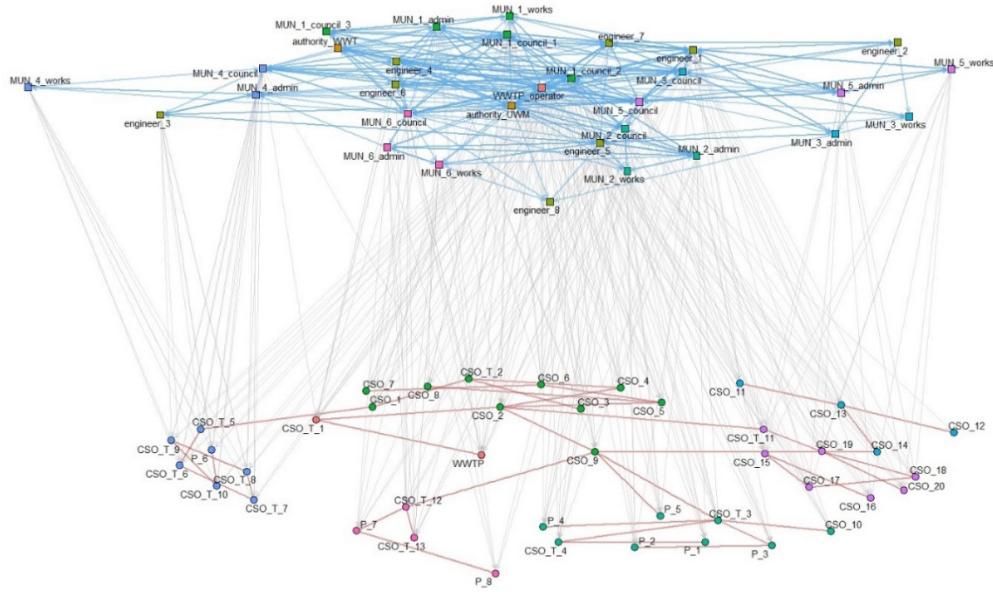 MUN_1_works
MUN_1_admin
MUN_1_council_3
authority_WWT
MUN_1_council_1
engineer_7
engineer_1
engineer_2
MUN_4_works
MUN_4_council
engineer_4
MUN_1_council_2
MUN_3_council
MUN_5_works
MUN_4_admin
engineer_6
WWTP_operator
MUN_5_admin
engineer_3
authority_UWM
MUN_5_council
MUN_6_council
MUN_2_council
MUN_3_works
MUN_6_admin
engineer_5
MUN_2_admin
MUN_3_admin
MUN_6_works
MUN_2_works
engineer_8
CSO_T_2
CSO_6
CSO_4
CSO_7
CSO_8
CSO_11
CSO_1
CSO_2
CSO_3
CSO_5
CSO_13
CSO_T_5
CSO_T_1
CSO_T_11
CSO_12
CSO_T_9
P_6
WWTP
CSO_9
CSO_15
CSO_19
CSO_14
CSO_T_6
CSO_T_8
CSO_18
CSO_T_10
CSO_17
CSO_20
CSO_T_7
CSO_T_12
CSO_16
P_7
P_5
CSO_T_3
P_4
CSO_10
CSO_T_13
CSO_T_4
P_2
P_1
P_3
P_8